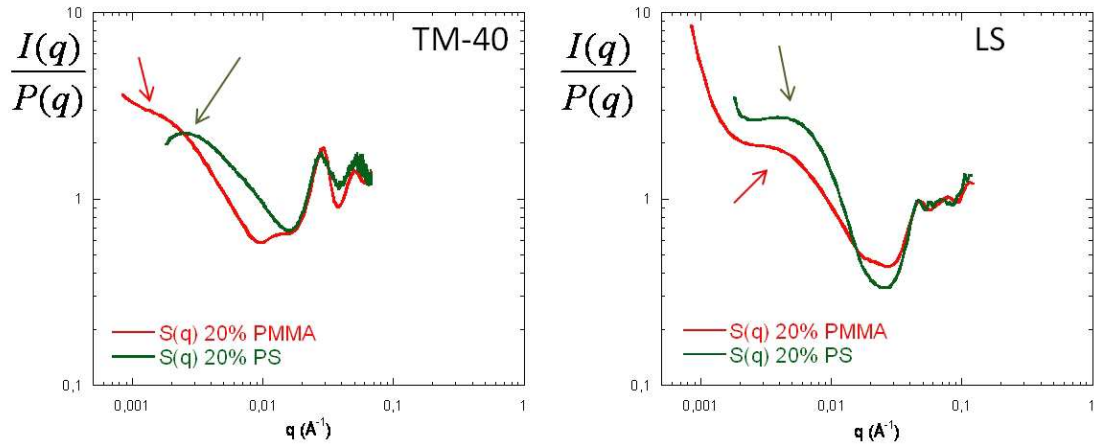 TM-40
I(q)
P(q)
10
1
0,1
0,001
0,01
0,1
1
q (Å⁻¹)
S(q) 20% PMMA
S(q) 20% PS
LS
I(q)
P(q)
10
1
0,1
0,001
0,01
0,1
1
q (Å⁻¹)
S(q) 20% PMMA
S(q) 20% PS